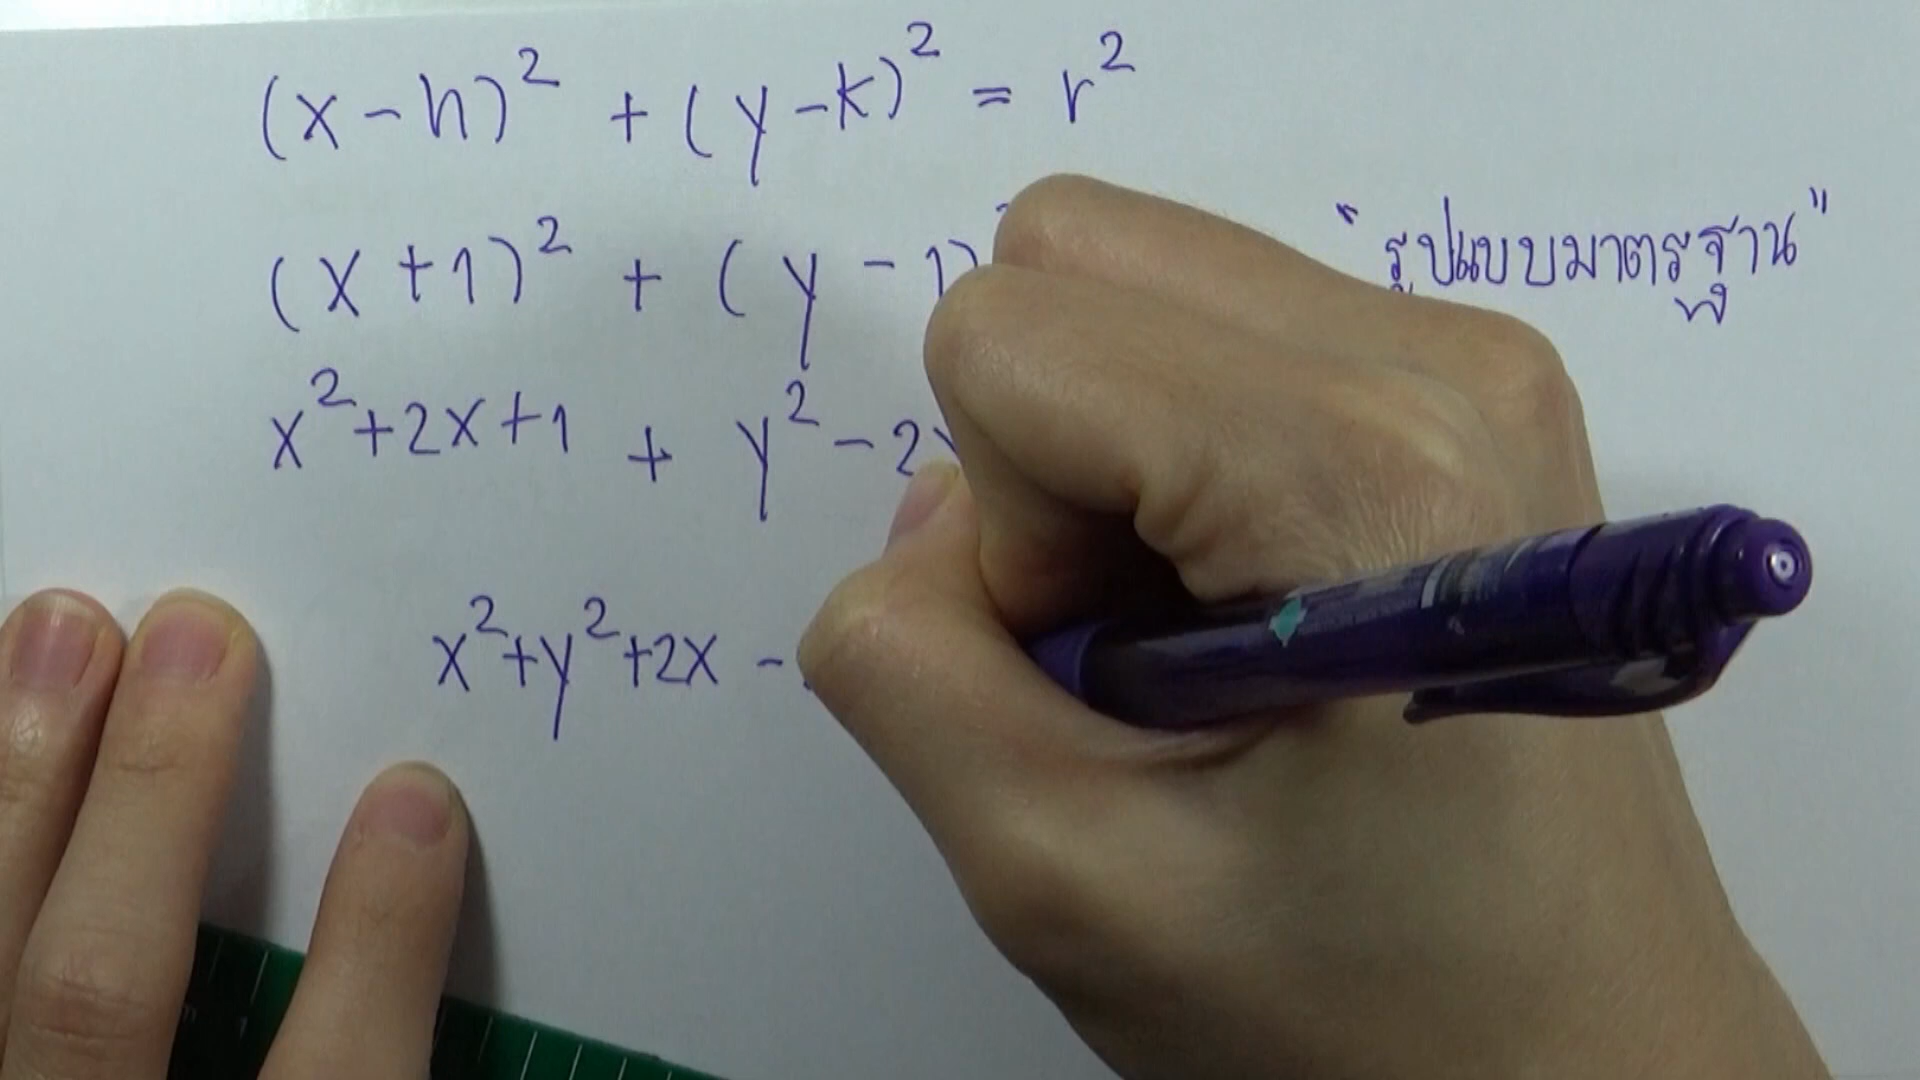 (x - h)² + (y - k)² = r²
"รูปแบบมาตรฐาน"
(x + 1)² + (y - 1)
x² + 2x + 1 + y² - 2y
x² + y² + 2x -